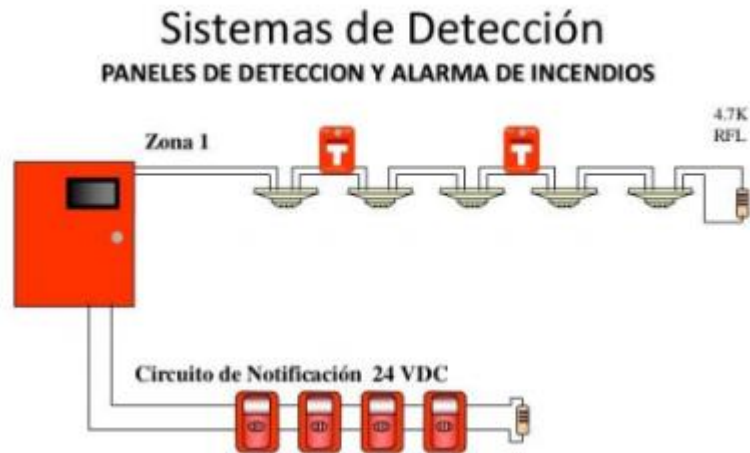 Sistemas de Detección
PANELES DE DETECCION Y ALARMA DE INCENDIOS
Zona 1
4.7K
RFL
Circuito de Notificación 24 VDC